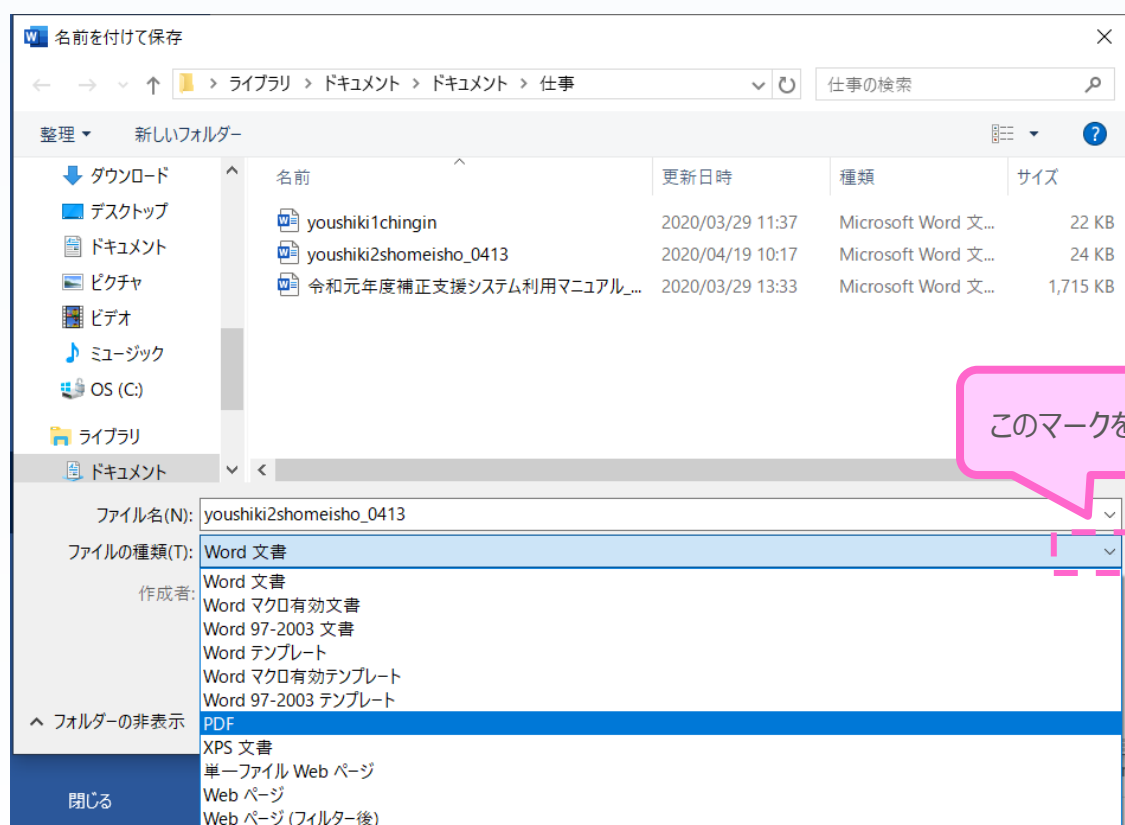 名前を付けて保存
ライブラリ > ドキュメント > ドキュメント > 仕事
仕事の検索
整理
新しいフォルダー
ダウンロード
デスクトップ
ドキュメント
ピクチャ
ビデオ
ミュージック
OS (C:)
ライブラリ
ドキュメント
名前 更新日時 種類 サイズ
youshiki1chingin 2020/03/29 11:37 Microsoft Word 文... 22 KB
youshiki2shomeisho_0413 2020/04/19 10:17 Microsoft Word 文... 24 KB
令和元年度補正支援システム利用マニュアル_... 2020/03/29 13:33 Microsoft Word 文... 1,715 KB
このマークを
ファイル名(N): youshiki2shomeisho_0413
ファイルの種類(T): Word 文書
作成者:
Word 文書
Word マクロ有効文書
Word 97-2003 文書
Word テンプレート
Word マクロ有効テンプレート
Word 97-2003 テンプレート
PDF
XPS 文書
単一ファイル Web ページ
Web ページ
Web ページ (フィルター後)
フォルダーの非表示
閉じる